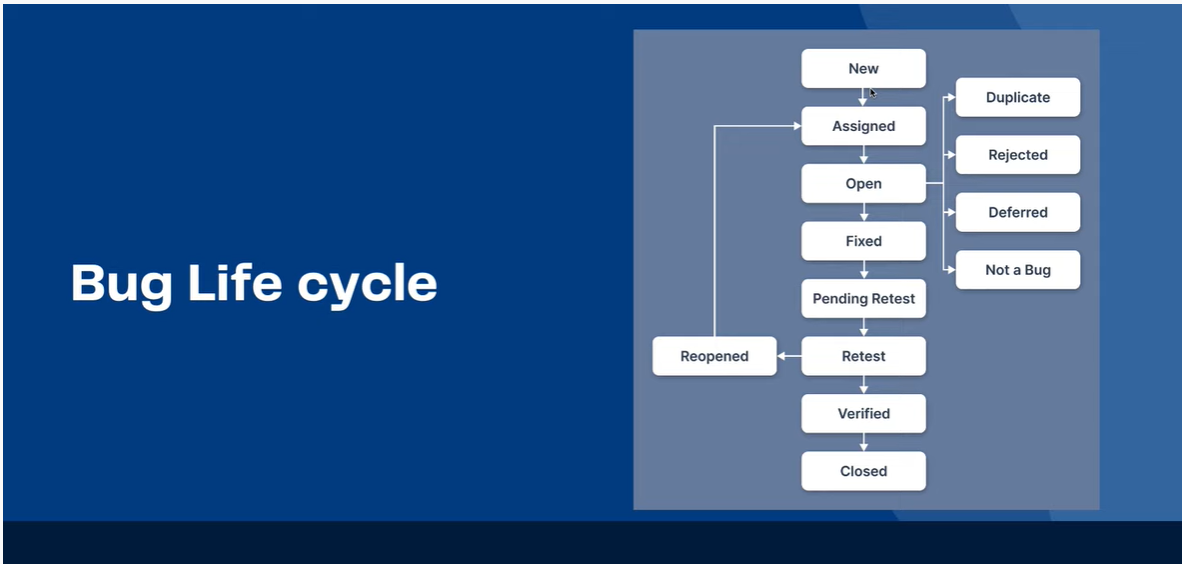 Bug Life cycle
New
Assigned
Open
Fixed
Pending Retest
Retest
Verified
Closed
Reopened
Duplicate
Rejected
Deferred
Not a Bug